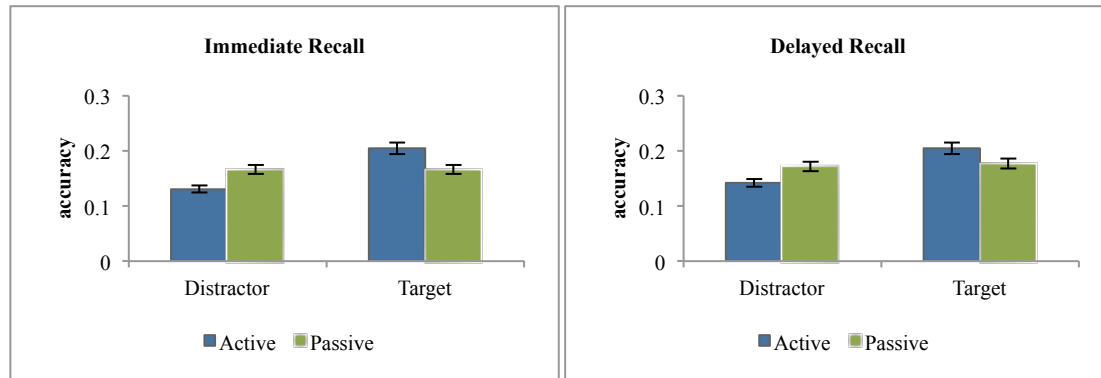 Immediate Recall
accuracy
0.3
0.2
0.1
0
Distractor Target
Active Passive
Delayed Recall
accuracy
0.3
0.2
0.1
0
Distractor Target
Active Passive